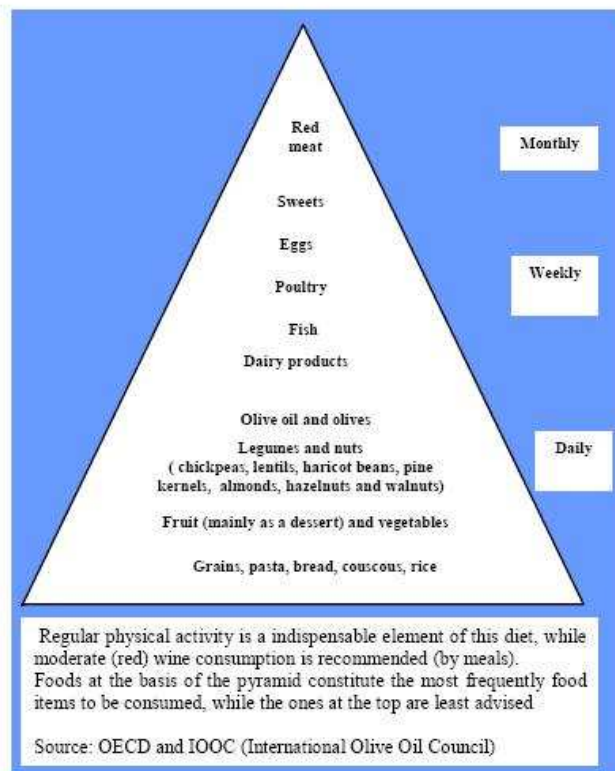 Red
meat
Monthly
Sweets
Eggs
Weekly
Poultry
Fish
Dairy products
Olive oil and olives
Legumes and nuts
Daily
( chickpeas, lentils, haricot beans, pine
kernels, almonds, hazelnuts and walnuts)
Fruit (mainly as a dessert) and vegetables
Grains, pasta, bread, couscous, rice
Regular physical activity is a indispensable element of this diet, while
moderate (red) wine consumption is recommended (by meals).
Foods at the basis of the pyramid constitute the most frequently food
items to be consumed, while the ones at the top are least advised
Source: OECD and IOOC (International Olive Oil Council)